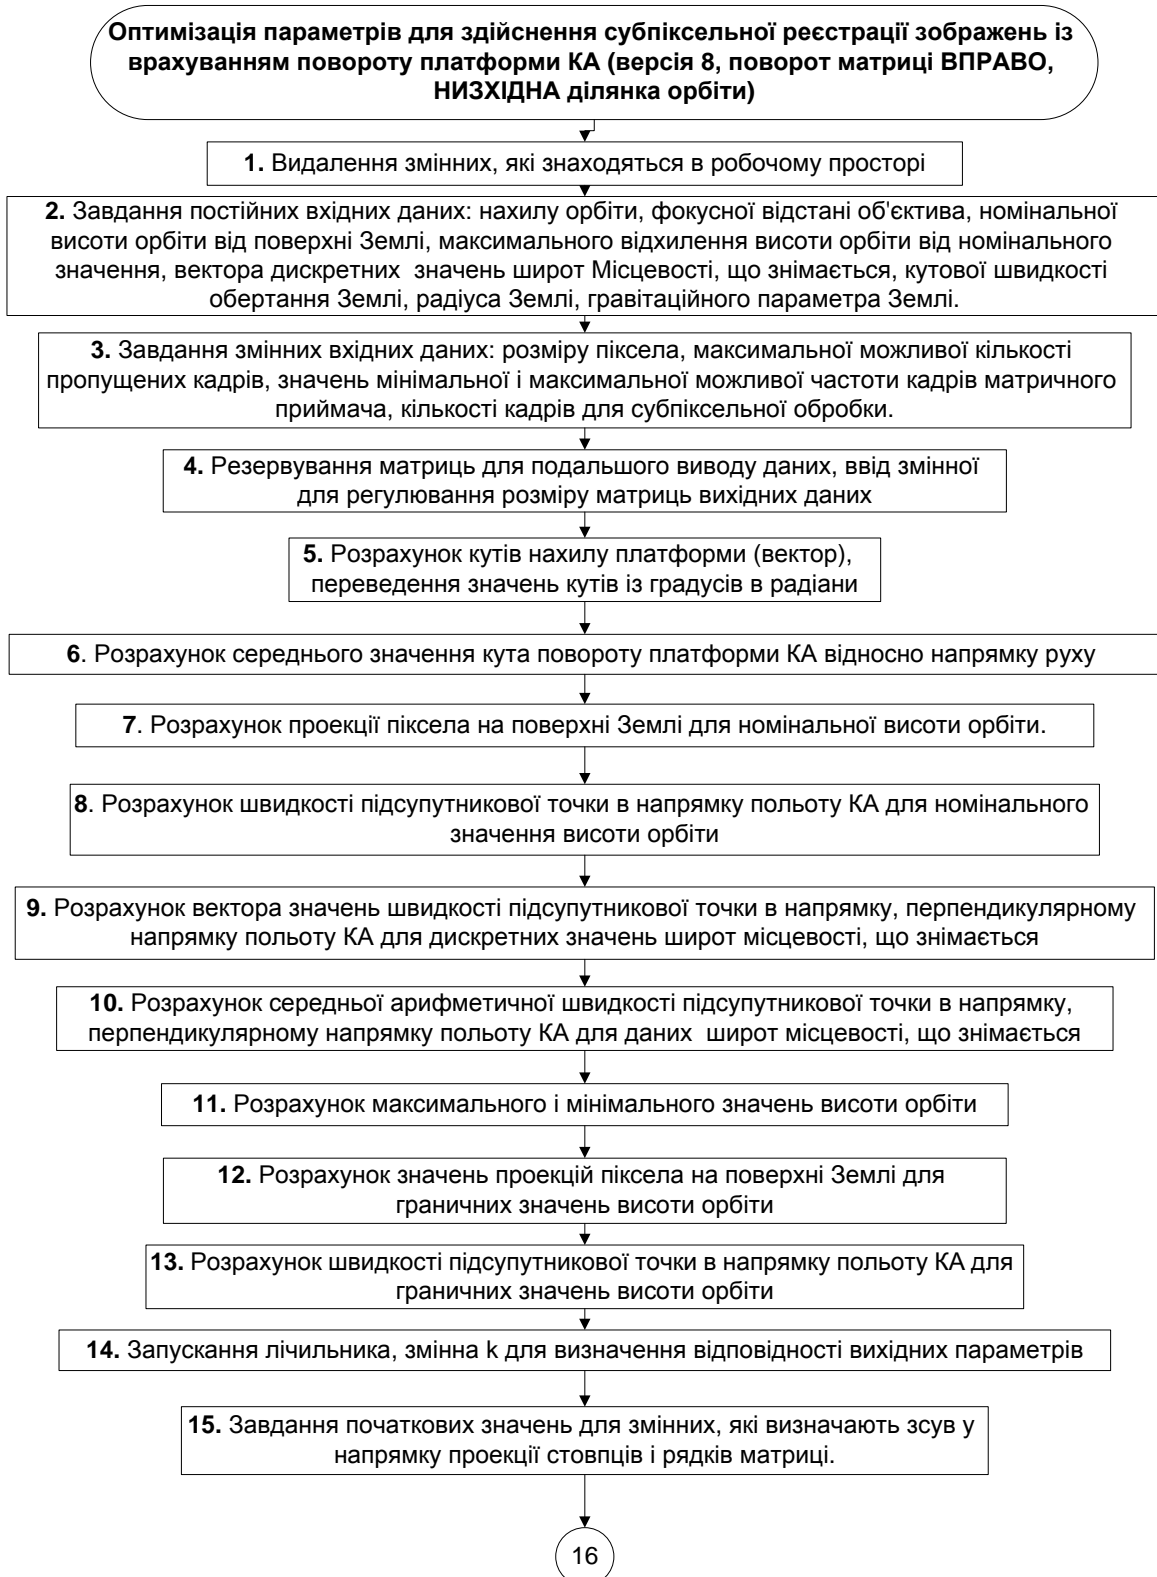 Оптимізація параметрів для здійснення субпіксельної реєстрації зображень із
врахуванням повороту платформи КА (версія 8, поворот матриці ВПРАВО,
НИЗХІДНА ділянка орбіти)
1. Видалення змінних, які знаходяться в робочому просторі
2. Завдання постійних вхідних даних: нахилу орбіти, фокусної відстані об'єктива, номінальної
висоти орбіти від поверхні Землі, максимального відхилення висоти орбіти від номінального
значення, вектора дискретних значень широт Місцевості, що знімається, кутової швидкості
обертання Землі, радіуса Землі, гравітаційного параметра Землі.
3. Завдання змінних вхідних даних: розміру піксела, максимальної можливої кількості
пропущених кадрів, значень мінімальної і максимальної можливої частоти кадрів матричного
приймача, кількості кадрів для субпіксельної обробки.
4. Резервування матриць для подальшого виводу даних, ввід змінної
для регулювання розміру матриць вихідних даних
5. Розрахунок кутів нахилу платформи (вектор),
переведення значень кутів із градусів в радіани
6. Розрахунок середнього значення кута повороту платформи КА відносно напрямку руху
7. Розрахунок проекції піксела на поверхні Землі для номінальної висоти орбіти.
8. Розрахунок швидкості підсупутникової точки в напрямку польоту КА для номінального
значення висоти орбіти
9. Розрахунок вектора значень швидкості підсупутникової точки в напрямку, перпендикулярному
напрямку польоту КА для дискретних значень широт місцевості, що знімається
10. Розрахунок середньої арифметичної швидкості підсупутникової точки в напрямку,
перпендикулярному напрямку польоту КА для даних широт місцевості, що знімається
11. Розрахунок максимального і мінімального значень висоти орбіти
12. Розрахунок значень проекцій піксела на поверхні Землі для
граничних значень висоти орбіти
13. Розрахунок швидкості підсупутникової точки в напрямку польоту КА для
граничних значень висоти орбіти
14. Запускання лічильника, змінна k для визначення відповідності вихідних параметрів
15. Завдання початкових значень для змінних, які визначають зсув у
напрямку проекції стовпців і рядків матриці.
16